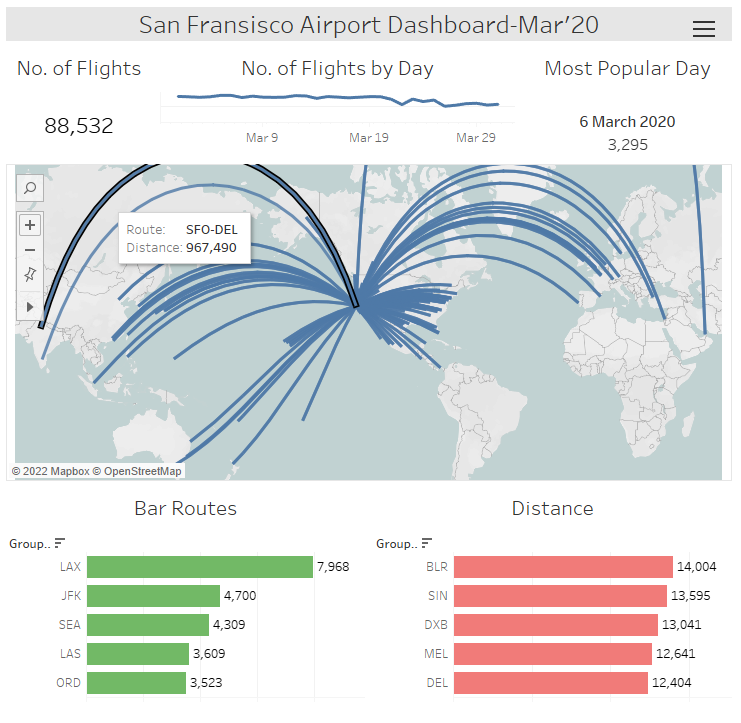 San Fransisco Airport Dashboard-Mar'20
No. of Flights
No. of Flights by Day
Most Popular Day
88,532
Mar 9
Mar 19
Mar 29
6 March 2020
3,295
Route: SFO-DEL
Distance: 967,490
© 2022 Mapbox © OpenStreetMap
Bar Routes
Group..
LAX 7,968
JFK 4,700
SEA 4,309
LAS 3,609
ORD 3,523
Distance
Group..
BLR 14,004
SIN 13,595
DXB 13,041
MEL 12,641
DEL 12,404